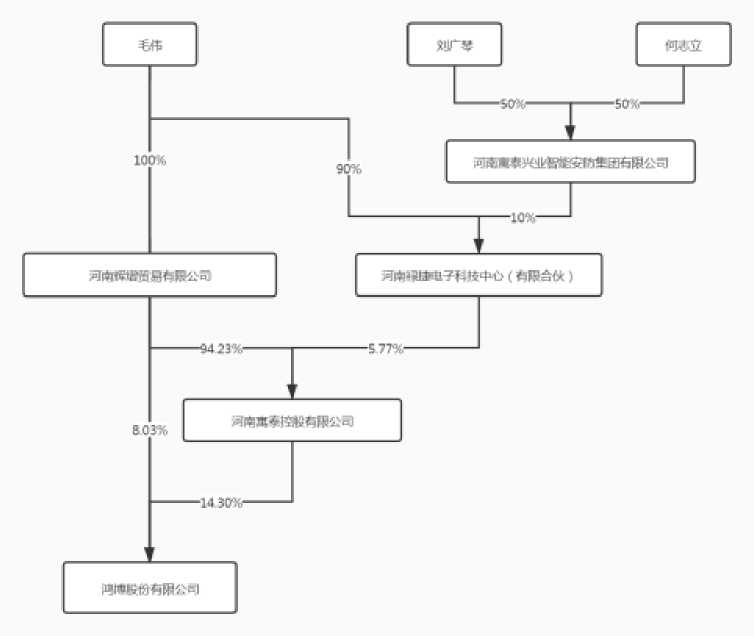 毛伟
刘广琴
何志立
50%
50%
100%
河南寓泰兴业智能安防集团有限公司
90%
10%
河南辉熠贸易有限公司
河南禄捷电子科技中心（有限合伙）
94.23%
5.77%
河南寓泰控股有限公司
8.03%
14.30%
鸿博股份有限公司